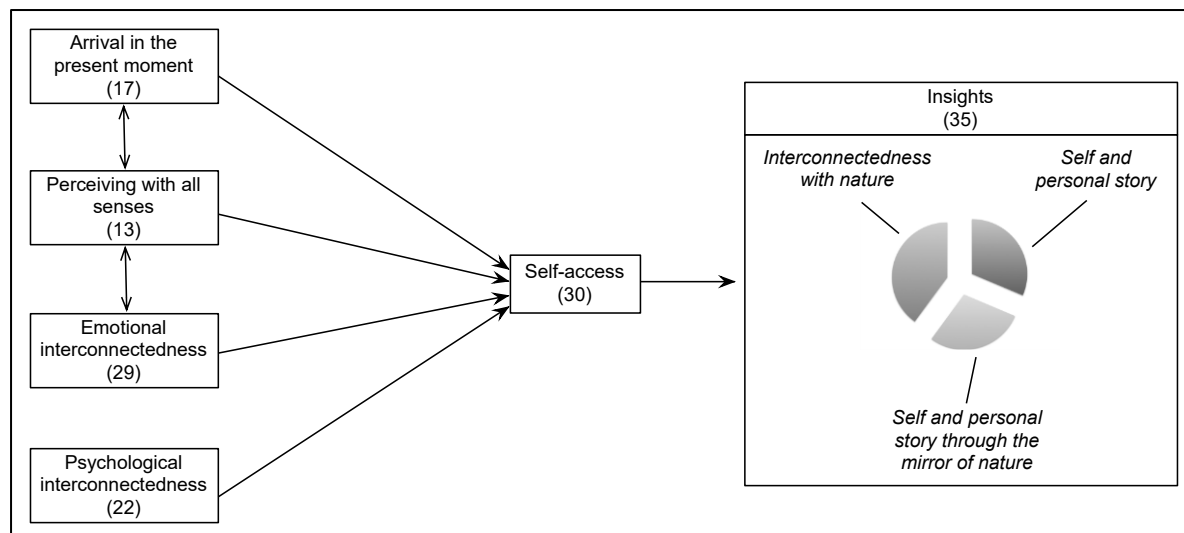 Arrival in the
present moment
(17)
Perceiving with all
senses
(13)
Emotional
interconnectedness
(29)
Psychological
interconnectedness
(22)
Self-access
(30)
Insights
(35)
Interconnectedness
with nature
Self and
personal story
Self and personal
story through the
mirror of nature